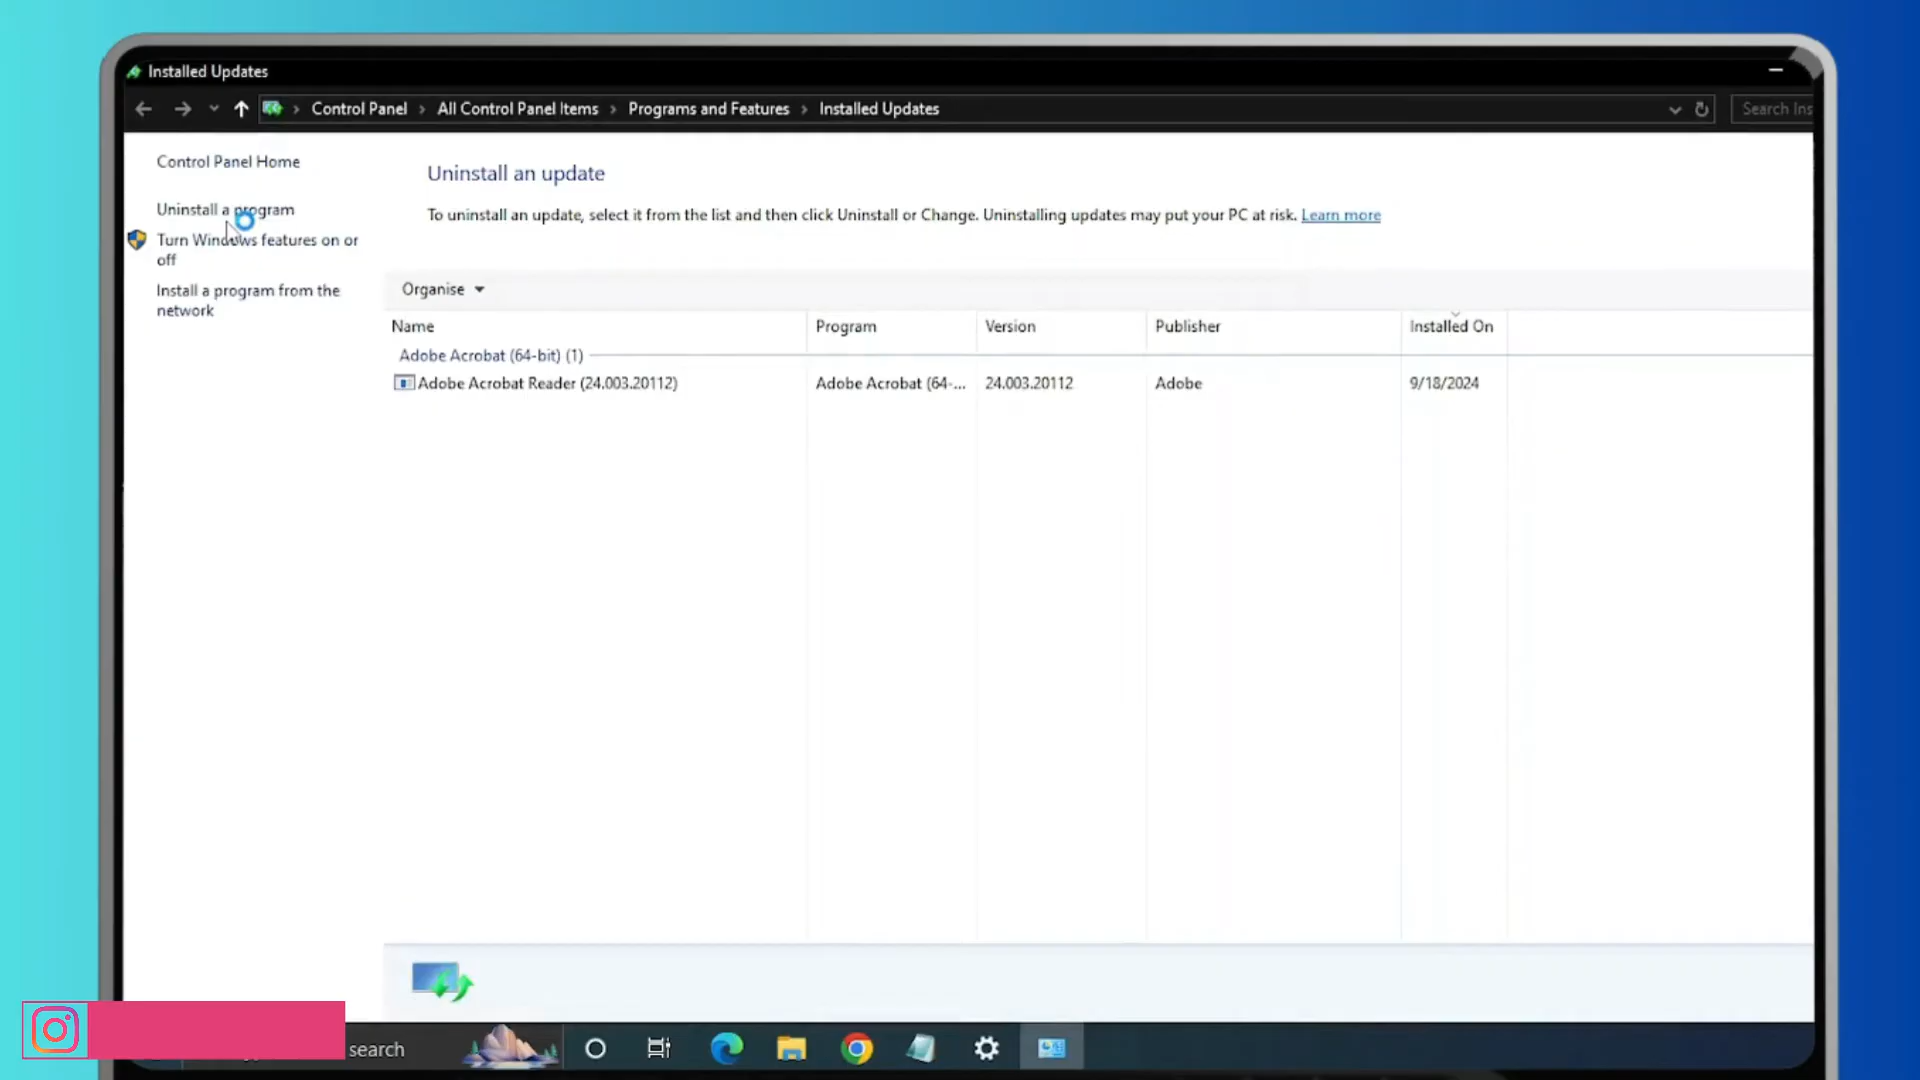 Installed Updates
Control Panel
All Control Panel Items
Programs and Features
Installed Updates
Search Ins
Control Panel Home
Uninstall a program
Turn Windows features on or
off
Install a program from the
network
Uninstall an update
To uninstall an update, select it from the list and then click Uninstall or Change. Uninstalling updates may put your PC at risk. Learn more
Organise
Name
Program
Version
Publisher
Installed On
Adobe Acrobat (64-bit) (1)
Adobe Acrobat Reader (24.003.20112)
Adobe Acrobat (64-...
24.003.20112
Adobe
9/18/2024
search